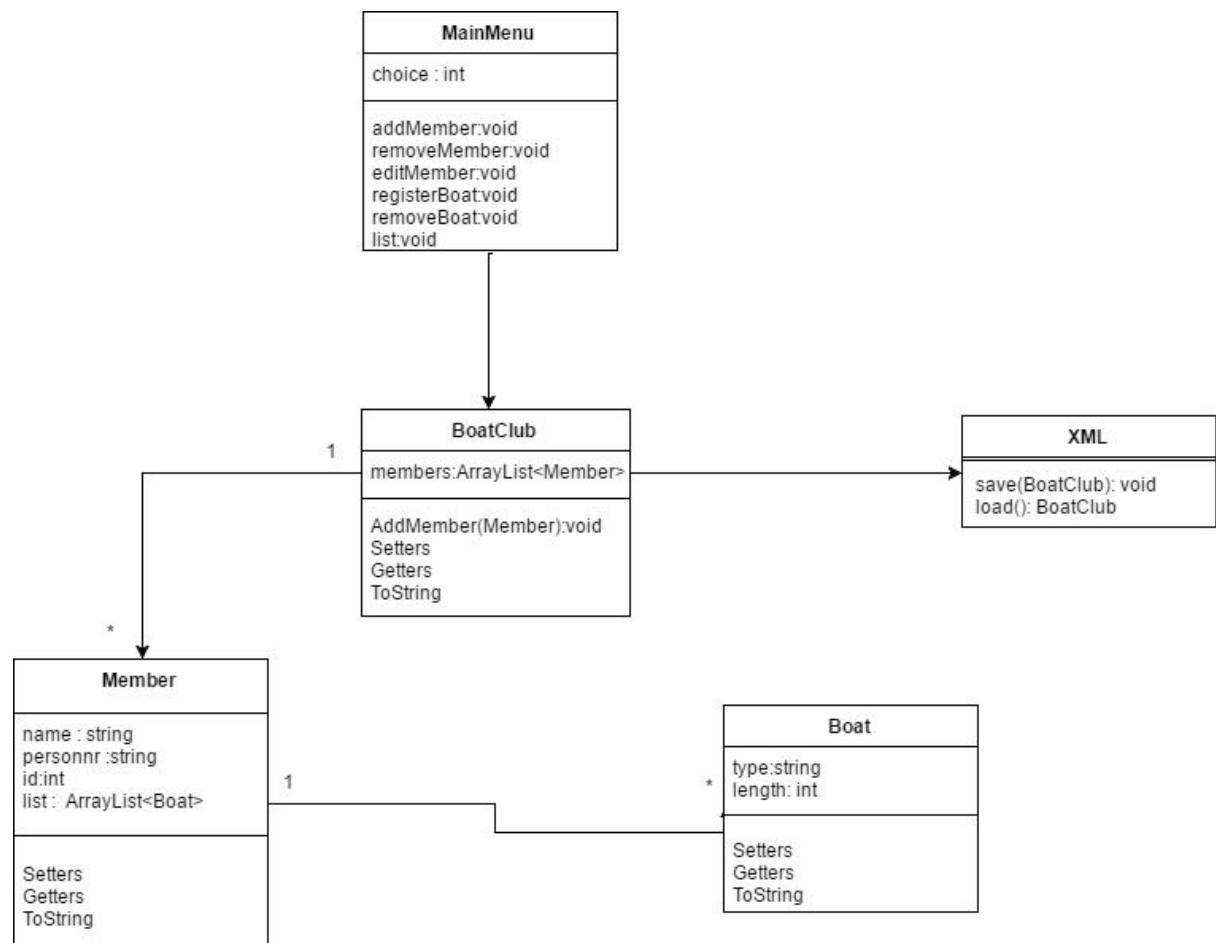 MainMenu
choice : int
addMember:void
removeMember:void
editMember:void
registerBoat:void
removeBoat:void
list:void
BoatClub
members:ArrayList<Member>
AddMember(Member):void
Setters
Getters
ToString
XML
save(BoatClub): void
load(): BoatClub
1
*
Member
name : string
personnr :string
id:int
list : ArrayList<Boat>
Setters
Getters
ToString
1
*
Boat
type:string
length: int
Setters
Getters
ToString